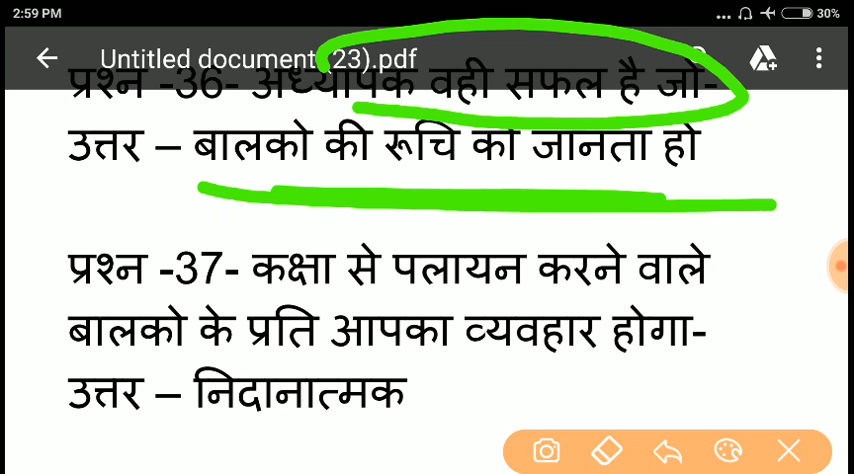 2:59 PM ... 30%
Untitled document (23).pdf
प्रश्न -36- अध्यापक वही सफल है जो-
उत्तर – बालको की रूचि को जानता हो
प्रश्न -37- कक्षा से पलायन करने वाले
बालको के प्रति आपका व्यवहार होगा-
उत्तर – निदानात्मक